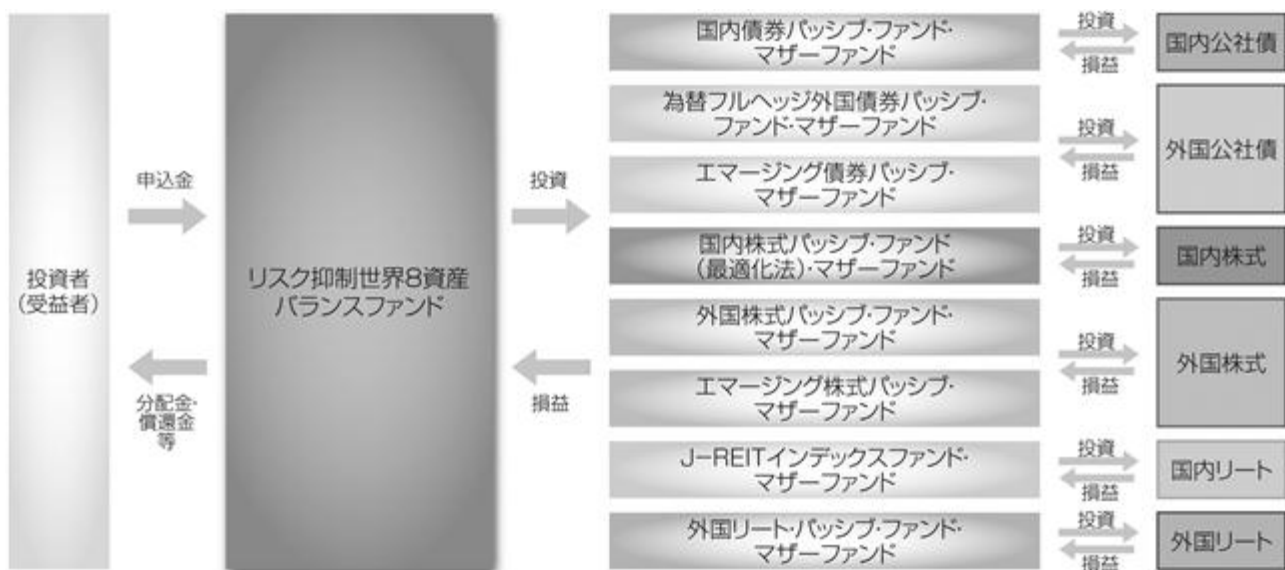 投資者
(受益者)
申込金
分配金・
償還金
等
リスク抑制世界8資産
バランスファンド
投資
損益
国内債券パッシブ・ファンド・
マザーファンド
投資
損益
国内公社債
為替フルヘッジ外国債券パッシブ・
ファンド・マザーファンド
エマージング債券パッシブ・
マザーファンド
投資
損益
外国公社債
国内株式パッシブ・ファンド
(最適化法)・マザーファンド
投資
損益
国内株式
外国株式パッシブ・ファンド・
マザーファンド
エマージング株式パッシブ・
マザーファンド
投資
損益
外国株式
J-REITインデックスファンド・
マザーファンド
投資
損益
国内リート
外国リート・パッシブ・ファンド・
マザーファンド
投資
損益
外国リート